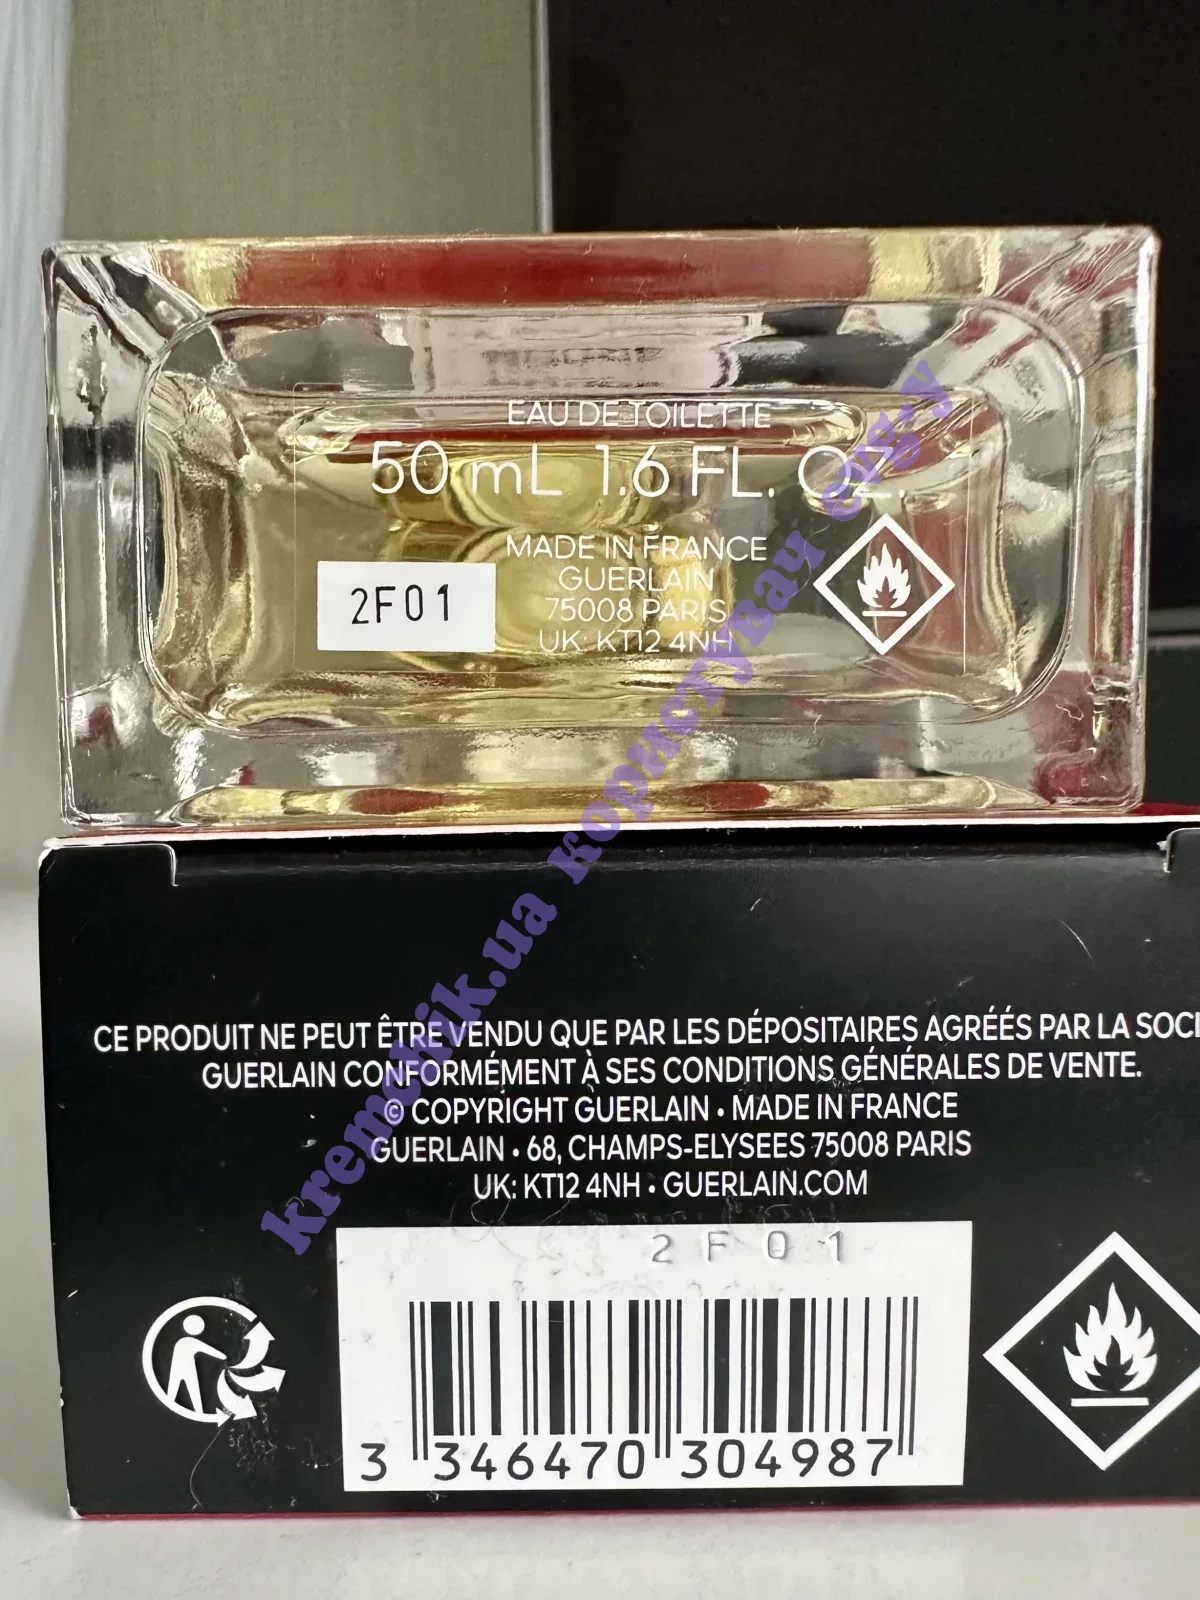 EAU DE TOILETTE
50 mL 1.6 FL. OZ.
MADE IN FRANCE
GUERLAIN
75008 PARIS
UK: KT12 4NH
2F01
kremchik.ua користувач evg.y
CE PRODUIT NE PEUT ÊTRE VENDU QUE PAR LES DÉPOSITAIRES AGRÉÉS PAR LA SOCI
GUERLAIN CONFORMÉMENT À SES CONDITIONS GÉNÉRALES DE VENTE.
© COPYRIGHT GUERLAIN • MADE IN FRANCE
GUERLAIN • 68, CHAMPS-ELYSEES 75008 PARIS
UK: KT12 4NH • GUERLAIN.COM
2F01
3 346470 304987